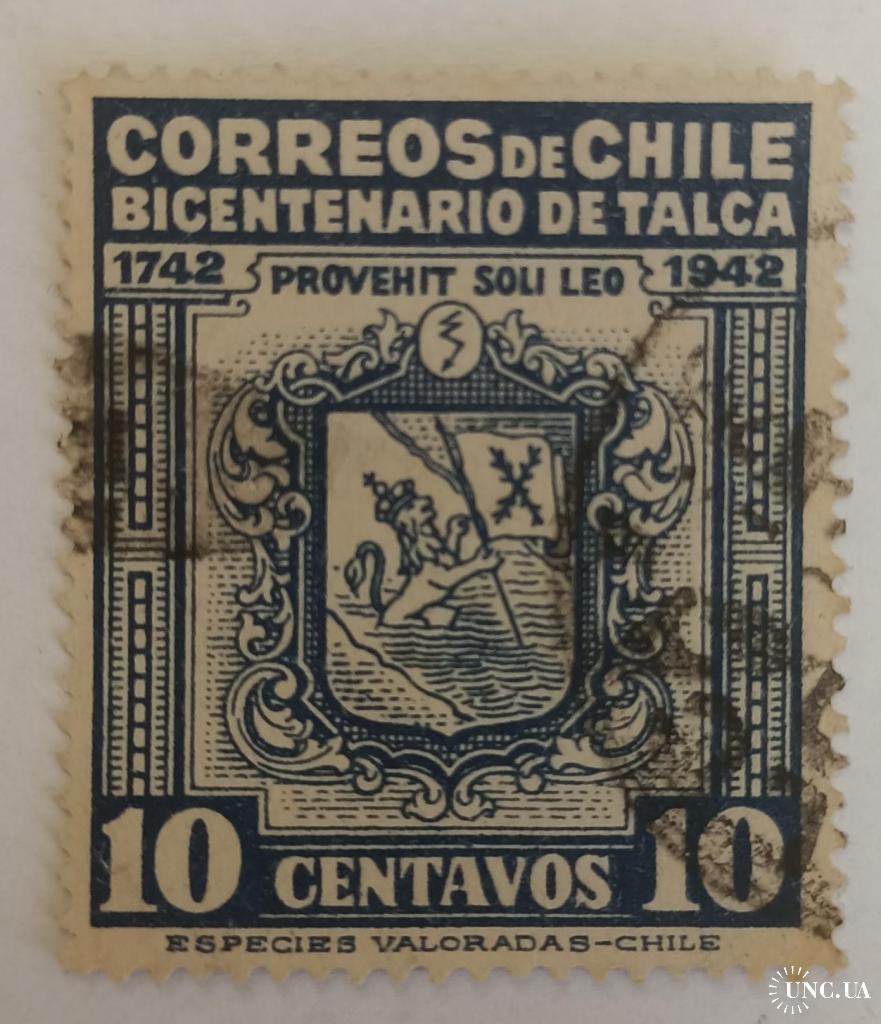 CORREOS DE CHILE
BICENTENARIO DE TALCA
1742 PROVEHIT SOLI LEO 1942
10 CENTAVOS 10
ESPECIES VALORADAS-CHILE
UNC.UA